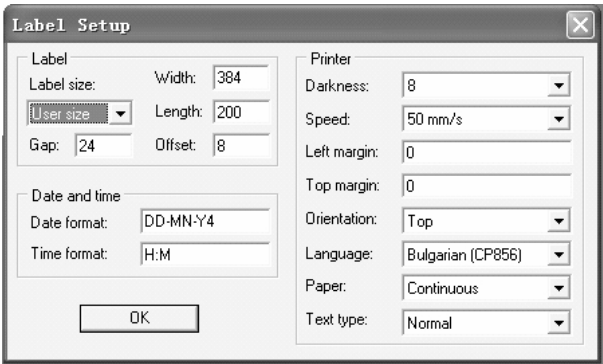 Label Setup
Label
Label size:
User size
Width: 384
Length: 200
Gap: 24
Offset: 8
Date and time
Date format: DD-MN-Y4
Time format: H:M
OK
Printer
Darkness: 8
Speed: 50 mm/s
Left margin: 0
Top margin: 0
Orientation: Top
Language: Bulgarian (CP856)
Paper: Continuous
Text type: Normal